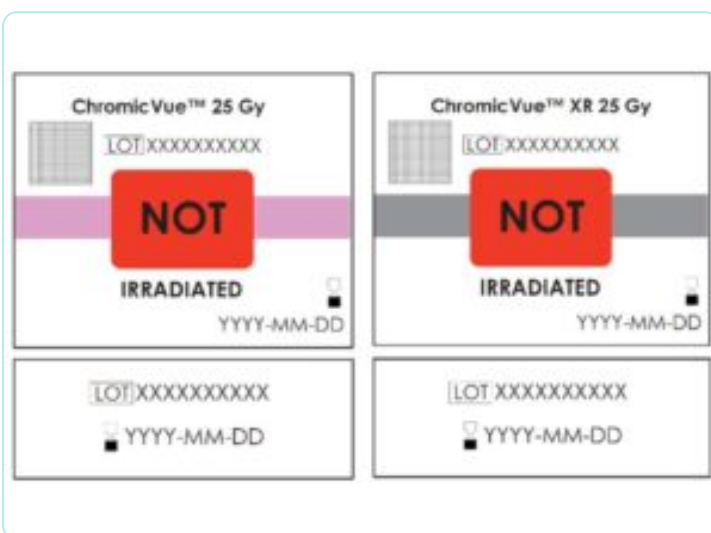 ChromicVue™ 25 Gy
LOT XXXXXXXXXX
NOT
IRRADIATED
YYYY-MM-DD
LOT XXXXXXXXXX
YYYY-MM-DD
ChromicVue™ XR 25 Gy
LOT XXXXXXXXXX
NOT
IRRADIATED
YYYY-MM-DD
LOT XXXXXXXXXX
YYYY-MM-DD